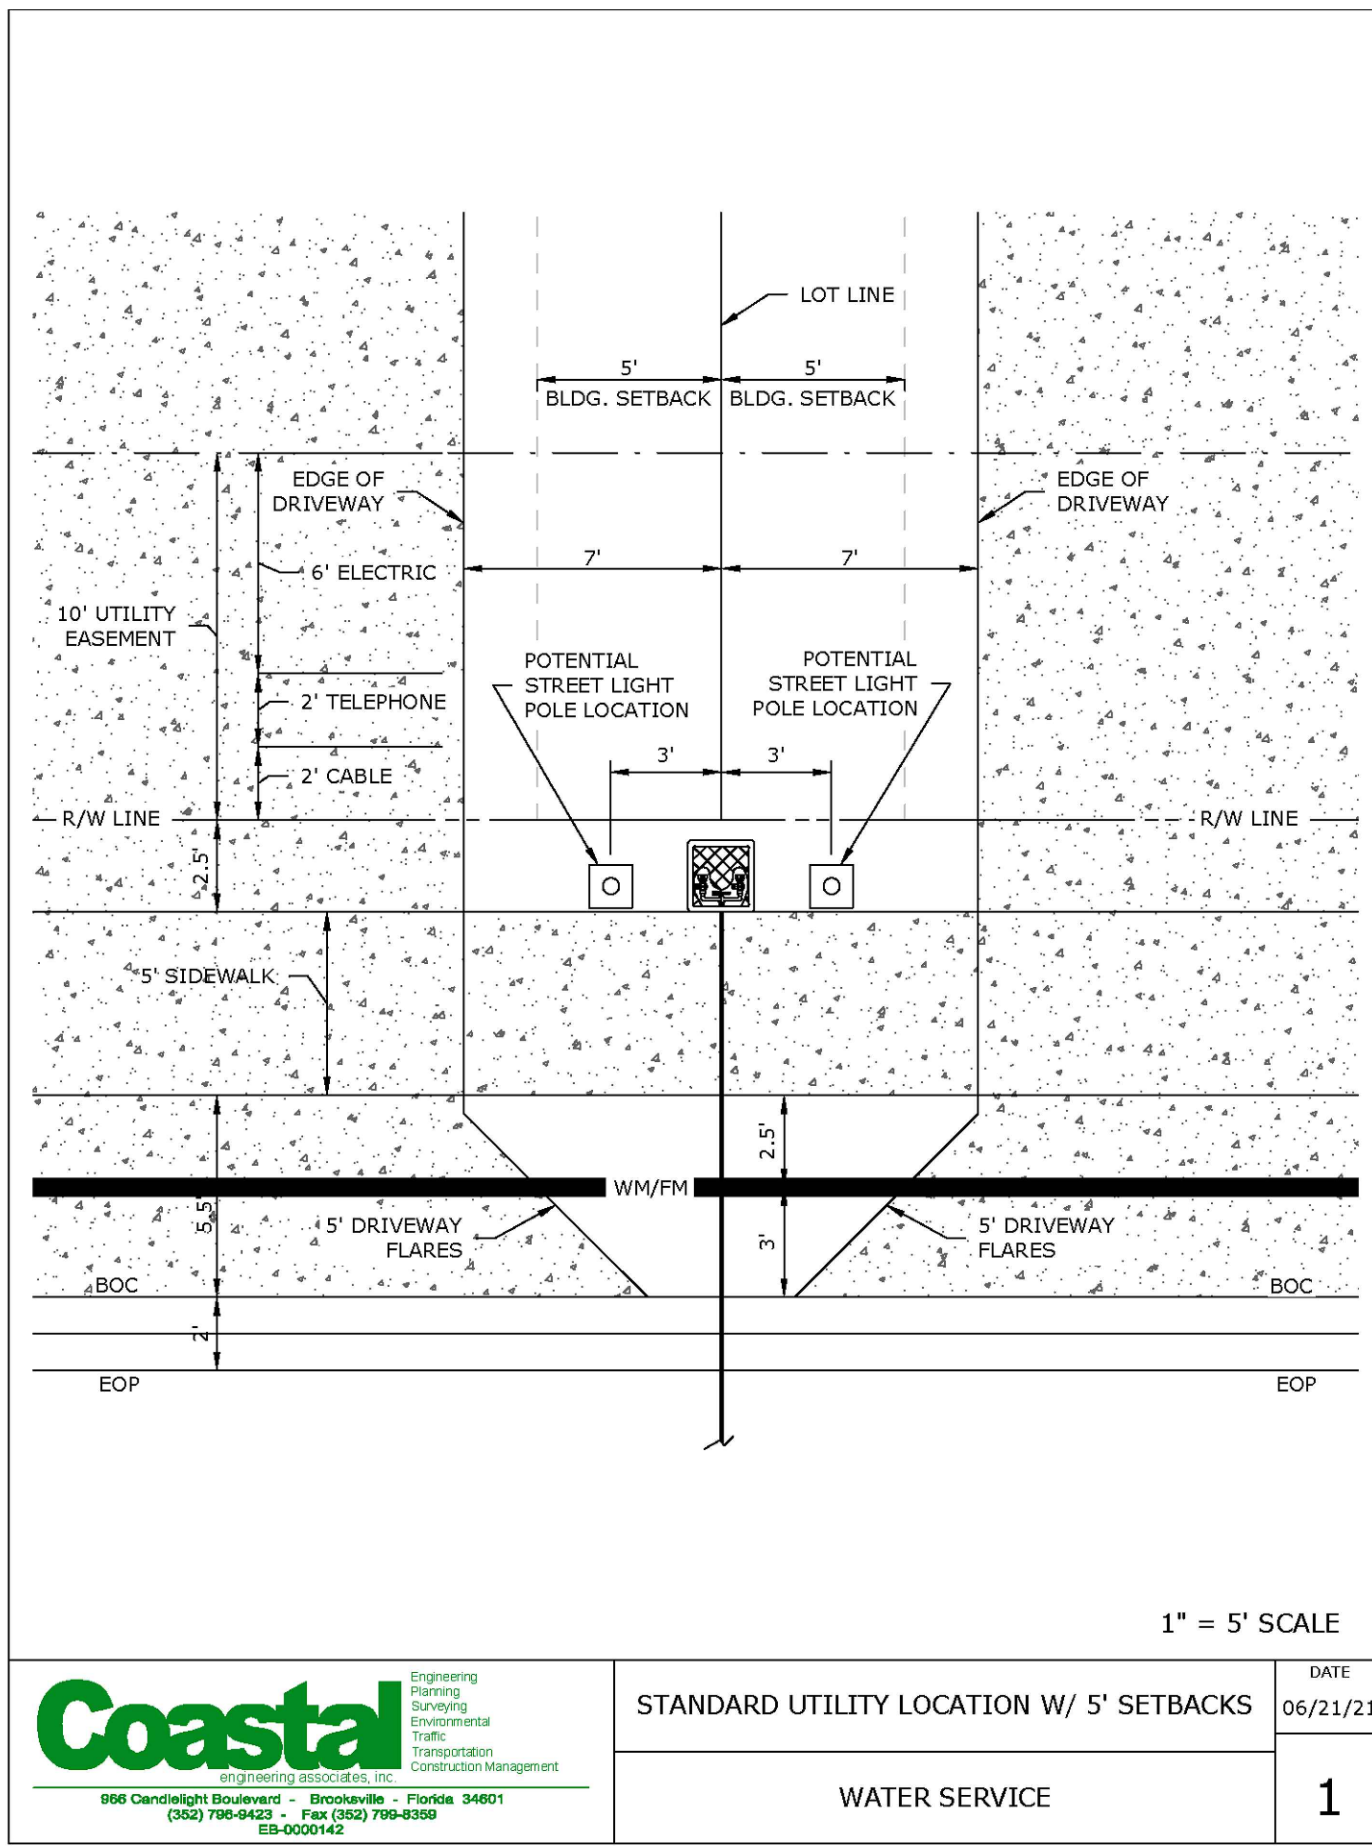 LOT LINE
5'
5'
BLDG. SETBACK
BLDG. SETBACK
EDGE OF
DRIVEWAY
EDGE OF
DRIVEWAY
7'
7'
6' ELECTRIC
10' UTILITY
EASEMENT
POTENTIAL
STREET LIGHT
POLE LOCATION
POTENTIAL
STREET LIGHT
POLE LOCATION
2' TELEPHONE
3'
3'
2' CABLE
R/W LINE
R/W LINE
2.5'
5' SIDEWALK
2.5'
WM/FM
5.5'
5' DRIVEWAY
FLARES
3'
5' DRIVEWAY
FLARES
BOC
BOC
2'
EOP
EOP
1" = 5' SCALE
Coastal
engineering associates, inc.
Engineering
Planning
Surveying
Environmental
Traffic
Transportation
Construction Management
966 Candlelight Boulevard - Brooksville - Florida 34601
(352) 796-9423 - Fax (352) 799-8359
EB-0000142
STANDARD UTILITY LOCATION W/ 5' SETBACKS
WATER SERVICE
DATE
06/21/21
1